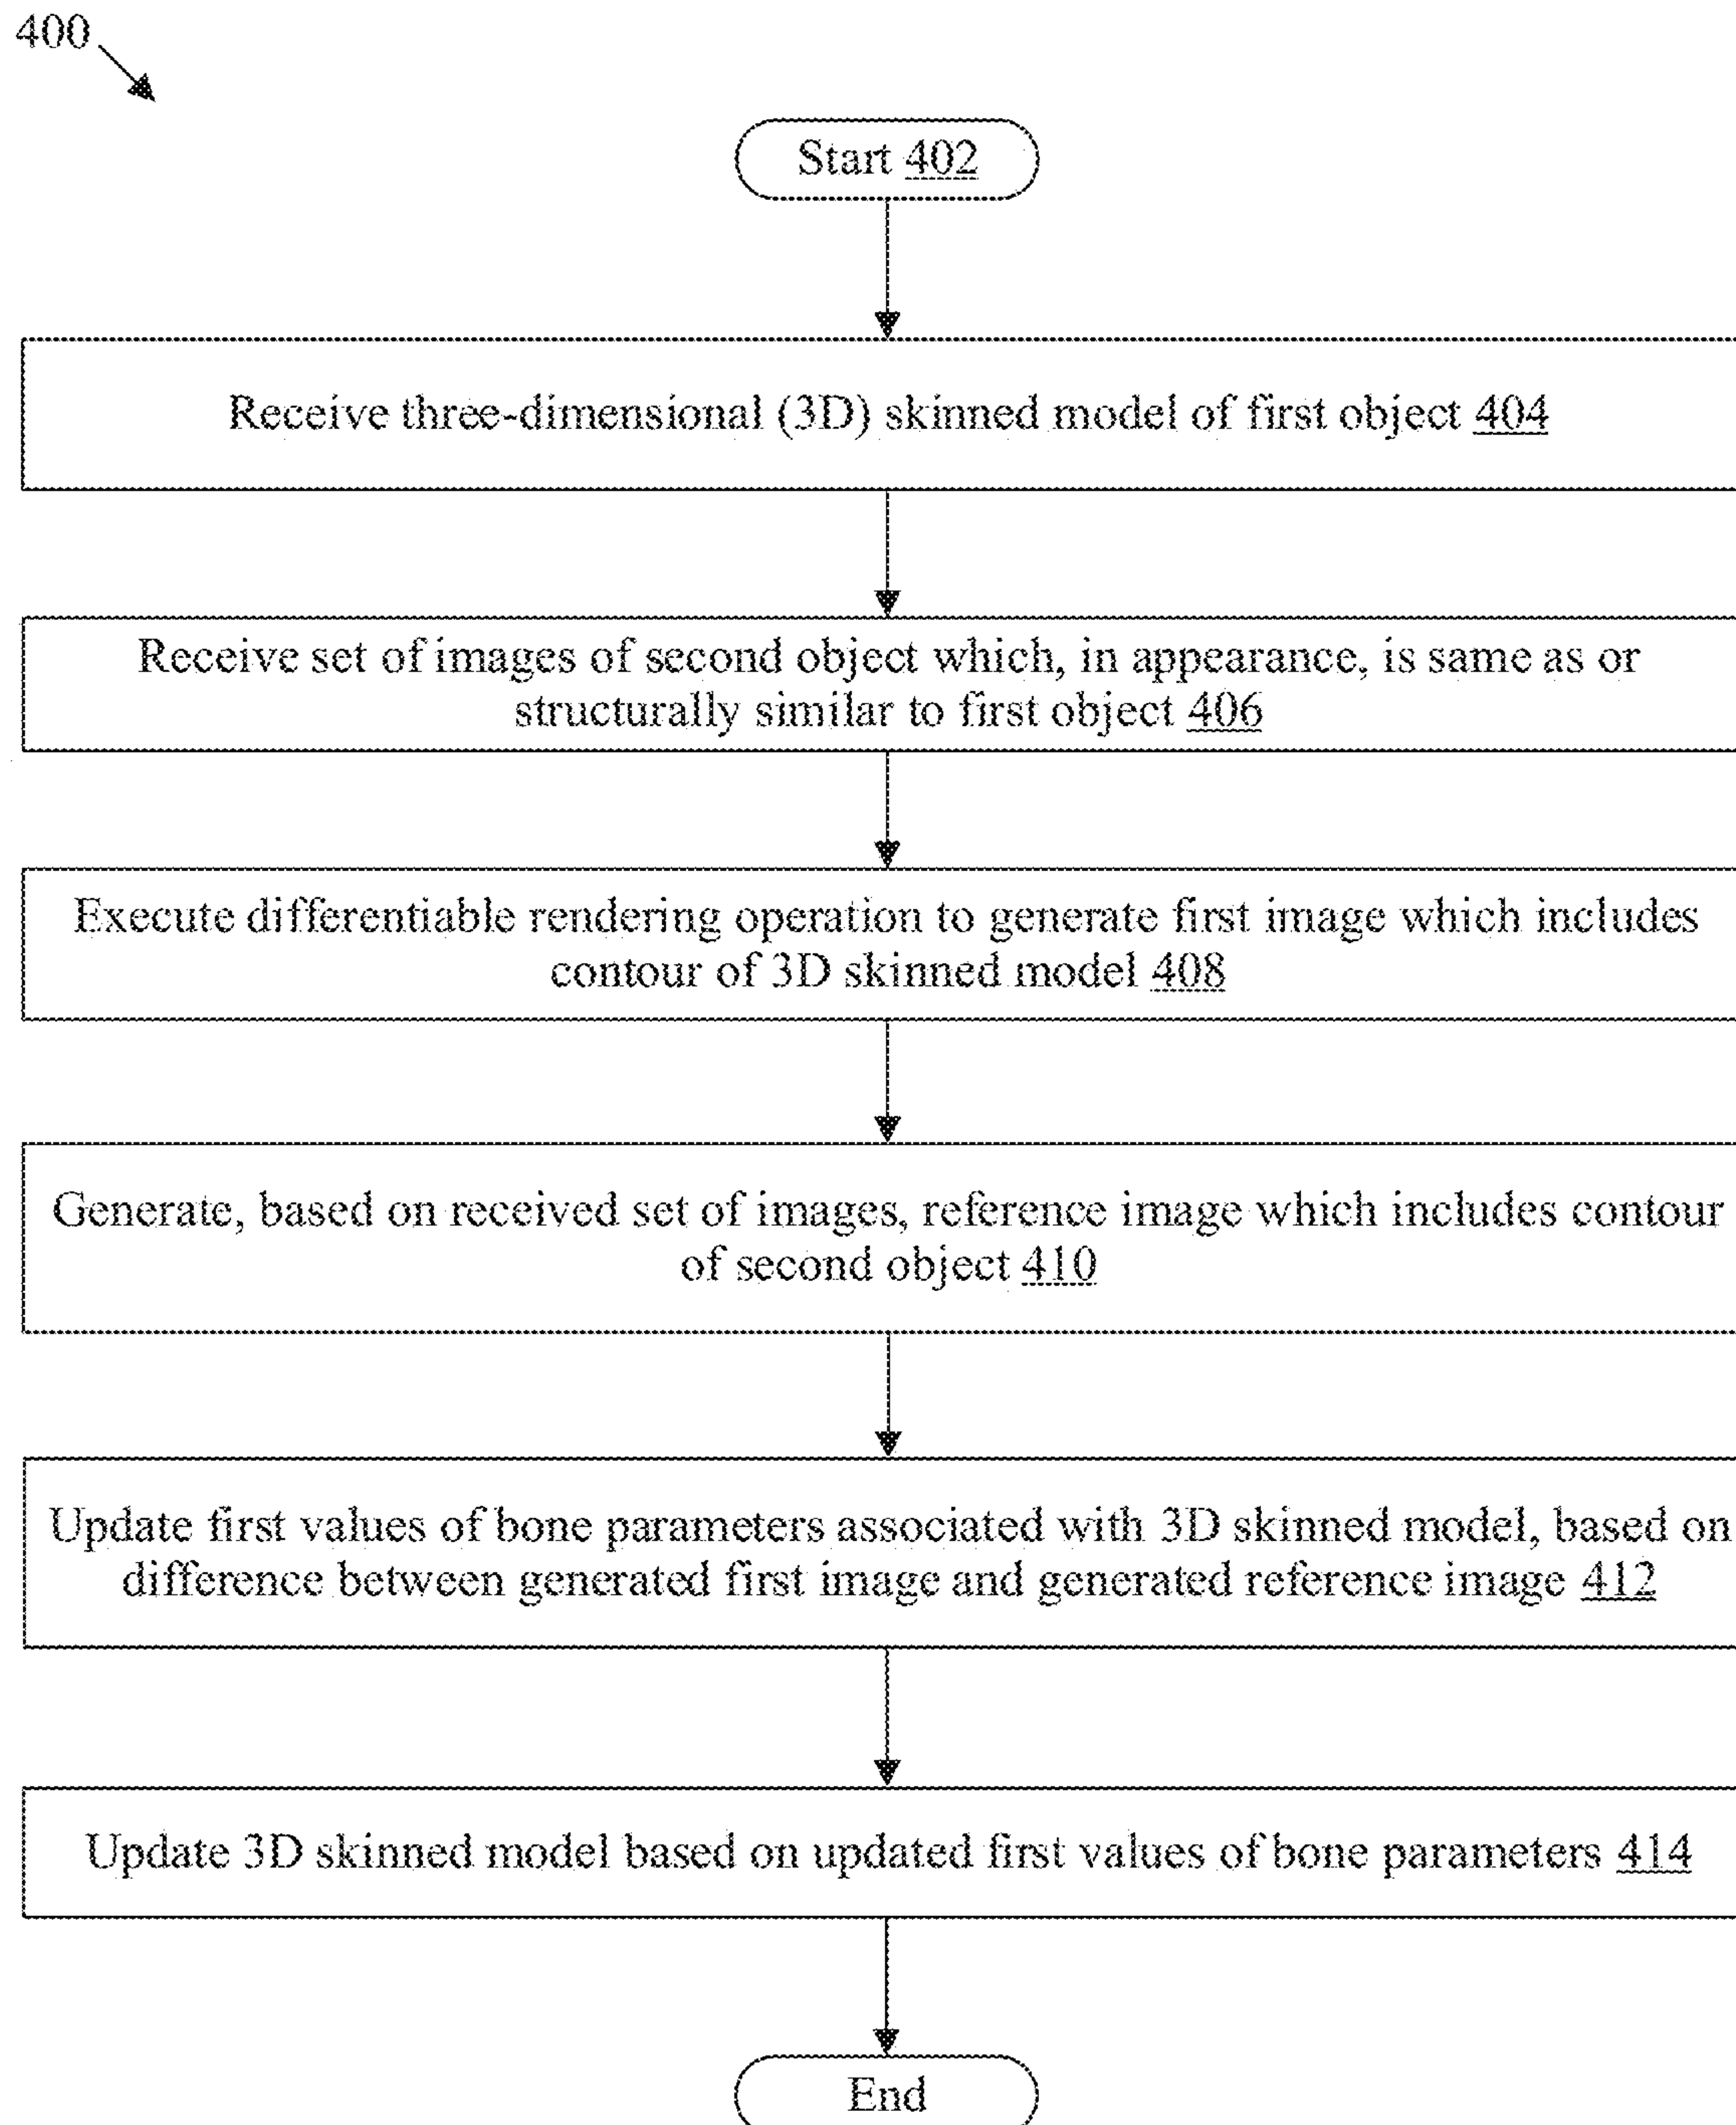 400
Start 402
Receive three-dimensional (3D) skinned model of first object 404
Receive set of images of second object which, in appearance, is same as or
structurally similar to first object 406
Execute differentiable rendering operation to generate first image which includes
contour of 3D skinned model 408
Generate, based on received set of images, reference image which includes contour
of second object 410
Update first values of bone parameters associated with 3D skinned model, based on
difference between generated first image and generated reference image 412
Update 3D skinned model based on updated first values of bone parameters 414
End